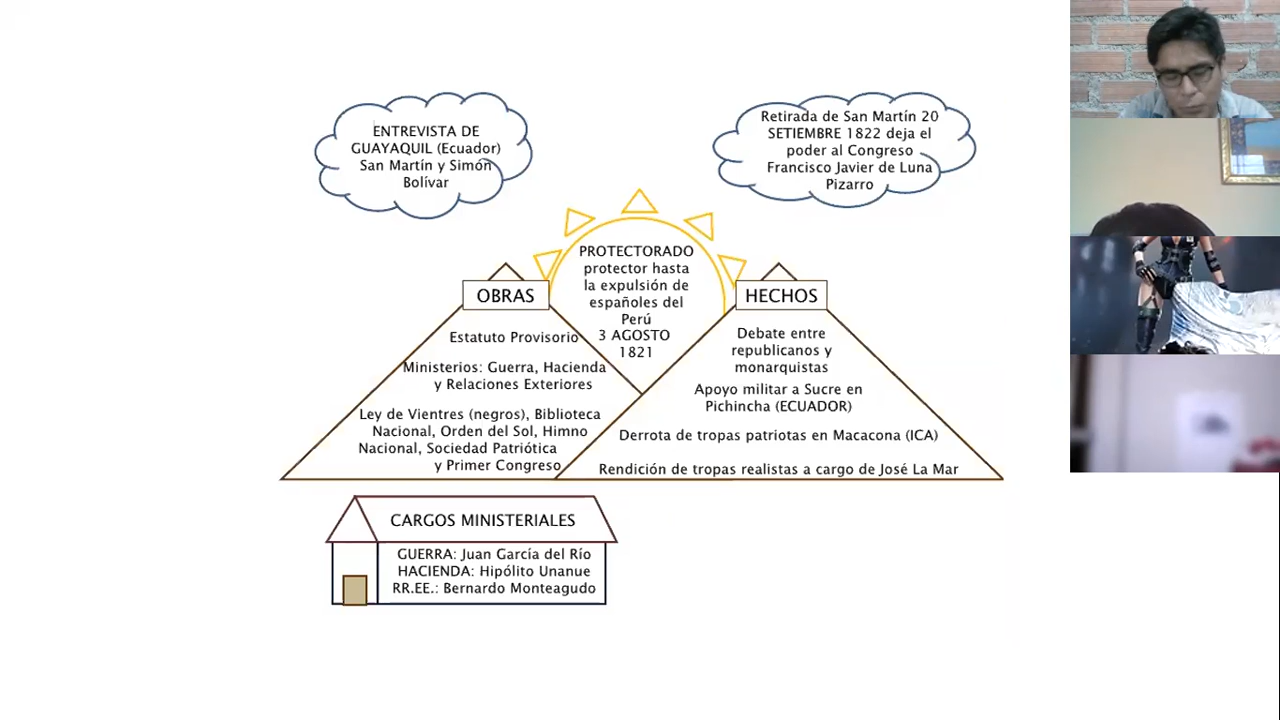 ENTREVISTA DE
GUAYAQUIL (Ecuador)
San Martín y Simón
Bolívar
Retirada de San Martín 20
SETIEMBRE 1822 deja el
poder al Congreso
Francisco Javier de Luna
Pizarro
PROTECTORADO
protector hasta
la expulsión de
españoles del
Perú
3 AGOSTO
1821
OBRAS
Estatuto Provisorio
Ministerios: Guerra, Hacienda
y Relaciones Exteriores
Ley de Vientres (negros), Biblioteca
Nacional, Orden del Sol, Himno
Nacional, Sociedad Patriótica
y Primer Congreso
HECHOS
Debate entre
republicanos y
monarquistas
Apoyo militar a Sucre en
Pichincha (ECUADOR)
Derrota de tropas patriotas en Macacona (ICA)
Rendición de tropas realistas a cargo de José La Mar
CARGOS MINISTERIALES
GUERRA: Juan García del Río
HACIENDA: Hipólito Unanue
RR.EE.: Bernardo Monteagudo